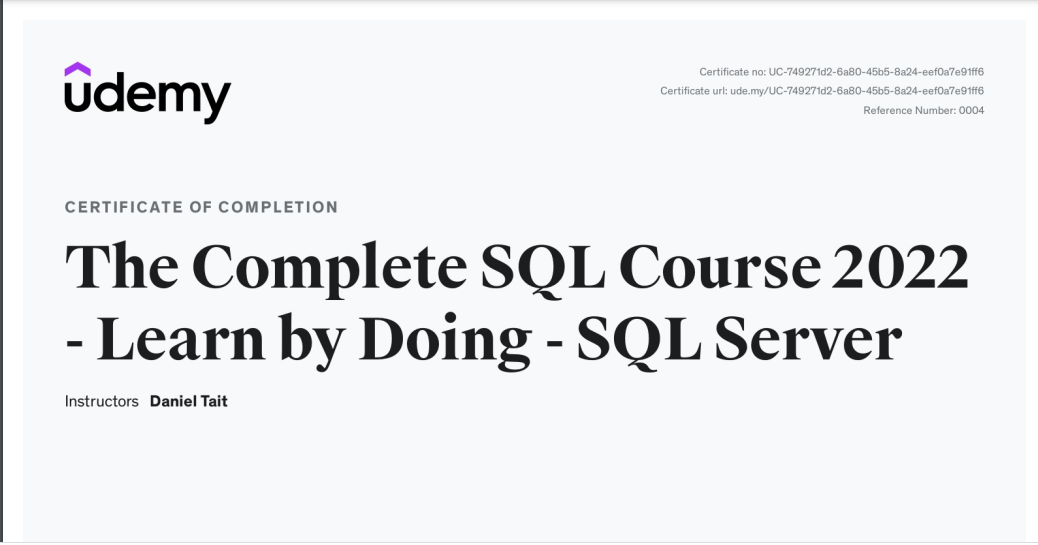 udemy
Certificate no: UC-749271d2-6a80-45b5-8a24-eef0a7e91ff6
Certificate url: ude.my/UC-749271d2-6a80-45b5-8a24-eef0a7e91ff6
Reference Number: 0004
CERTIFICATE OF COMPLETION
The Complete SQL Course 2022
- Learn by Doing - SQL Server
Instructors Daniel Tait